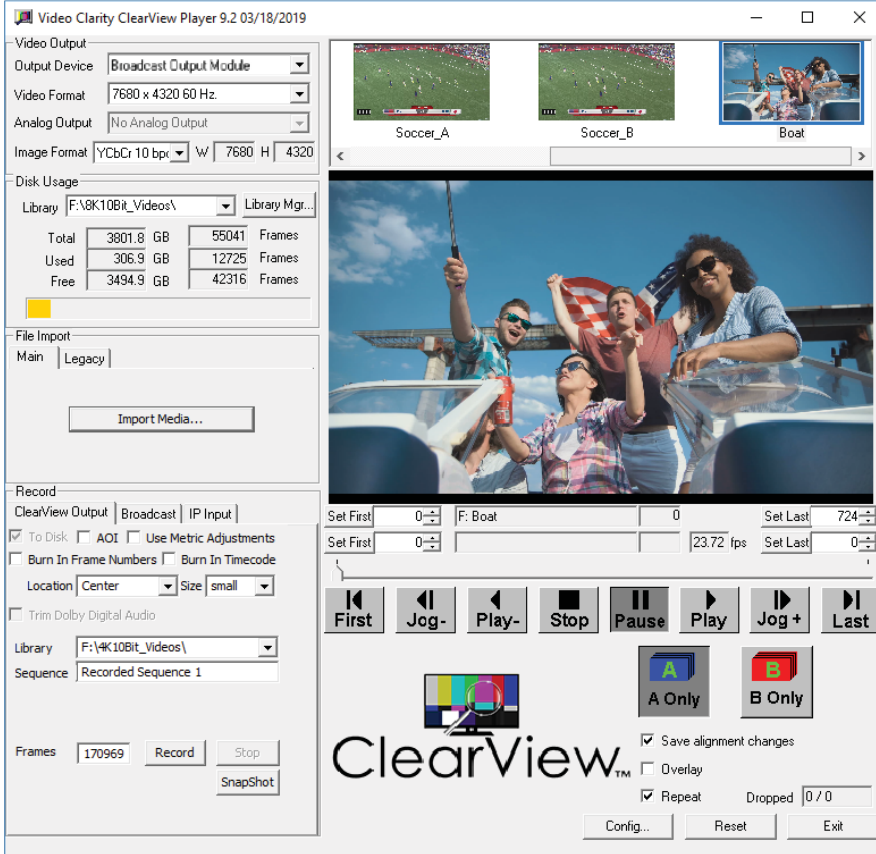 Video Clarity ClearView Player 9.2 03/18/2019
Video Output
Output Device Broadcast Output Module
Video Format 7680 x 4320 60 Hz.
Analog Output No Analog Output
Image Format YCbCr 10 bpc W 7680 H 4320
Soccer_A Soccer_B Boat
Disk Usage
Library F:\8K10Bit_Videos\ Library Mgr...
Total 3801.8 GB 55041 Frames
Used 306.9 GB 12725 Frames
Free 3494.9 GB 42316 Frames
File Import
Main Legacy
Import Media...
Record
ClearView Output Broadcast IP Input
To Disk AOI Use Metric Adjustments
Burn In Frame Numbers Burn In Timecode
Location Center Size small
Trim Dolby Digital Audio
Library F:\4K10Bit_Videos\
Sequence Recorded Sequence 1
Frames 170969 Record Stop
SnapShot
Set First 0 F: Boat 0 Set Last 724
Set First 0 23.72 fps Set Last 0
First Jog- Play- Stop Pause Play Jog + Last
A B
A Only B Only
ClearView TM
Save alignment changes
Overlay
Repeat Dropped 0 / 0
Config... Reset Exit